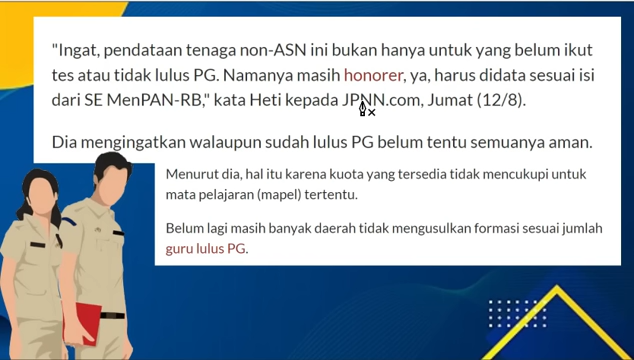 "Ingat, pendataan tenaga non-ASN ini bukan hanya untuk yang belum ikut
tes atau tidak lulus PG. Namanya masih honorer, ya, harus didata sesuai isi
dari SE MenPAN-RB," kata Heti kepada JPNN.com, Jumat (12/8).
Dia mengingatkan walaupun sudah lulus PG belum tentu semuanya aman.
Menurut dia, hal itu karena kuota yang tersedia tidak mencukupi untuk
mata pelajaran (mapel) tertentu.
Belum lagi masih banyak daerah tidak mengusulkan formasi sesuai jumlah
guru lulus PG.